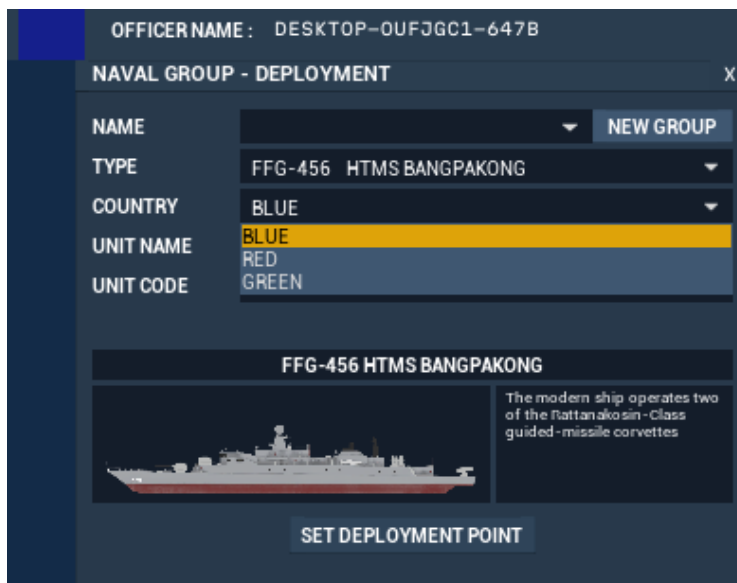 OFFICER NAME : DESKTOP-OUFJGC1-647B
NAVAL GROUP - DEPLOYMENT X
NAME NEW GROUP
TYPE FFG-456 HTMS BANGPAKONG
COUNTRY BLUE
BLUE
UNIT NAME
RED
GREEN
UNIT CODE
FFG-456 HTMS BANGPAKONG
The modern ship operates two
of the Rattanakosin-Class
guided-missile corvettes
SET DEPLOYMENT POINT